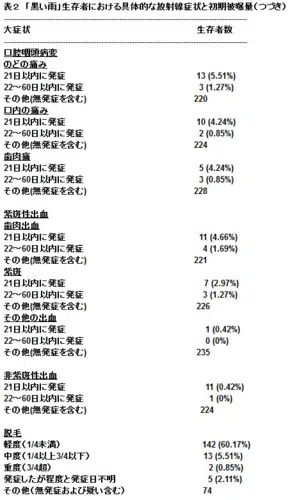 表2 「黒い雨」生存者における具体的な放射線症状と初期被曝量(つづき)
大症状 生存者数
口腔咽頭病変
のどの痛み
21日以内に発症 13 (5.51%)
22~60日以内に発症 3 (1.27%)
その他(無発症を含む) 220
口内の痛み
21日以内に発症 10 (4.24%)
22~60日以内に発症 2 (0.85%)
その他(無発症を含む) 224
歯肉痛
21日以内に発症 5 (4.24%)
22~60日以内に発症 3 (0.85%)
その他(無発症を含む) 228
紫斑性出血
歯肉出血
21日以内に発症 11 (4.66%)
22~60日以内に発症 4 (1.69%)
その他(無発症を含む) 221
紫斑
21日以内に発症 7 (2.97%)
22~60日以内に発症 3 (1.27%)
その他(無発症を含む) 226
その他の出血
21日以内に発症 1 (0.42%)
22~60日以内に発症 0 (0%)
その他(無発症を含む) 235
非紫斑性出血
21日以内に発症 11 (0.42%)
22~60日以内に発症 1 (0%)
その他(無発症を含む) 224
脱毛
軽度(1/4未満) 142 (60.17%)
中度(1/4以上3/4以下) 13 (5.51%)
重度(3/4超) 2 (0.85%)
発症したが程度と発症日不明 5 (2.11%)
その他(無発症および疑い含む) 74